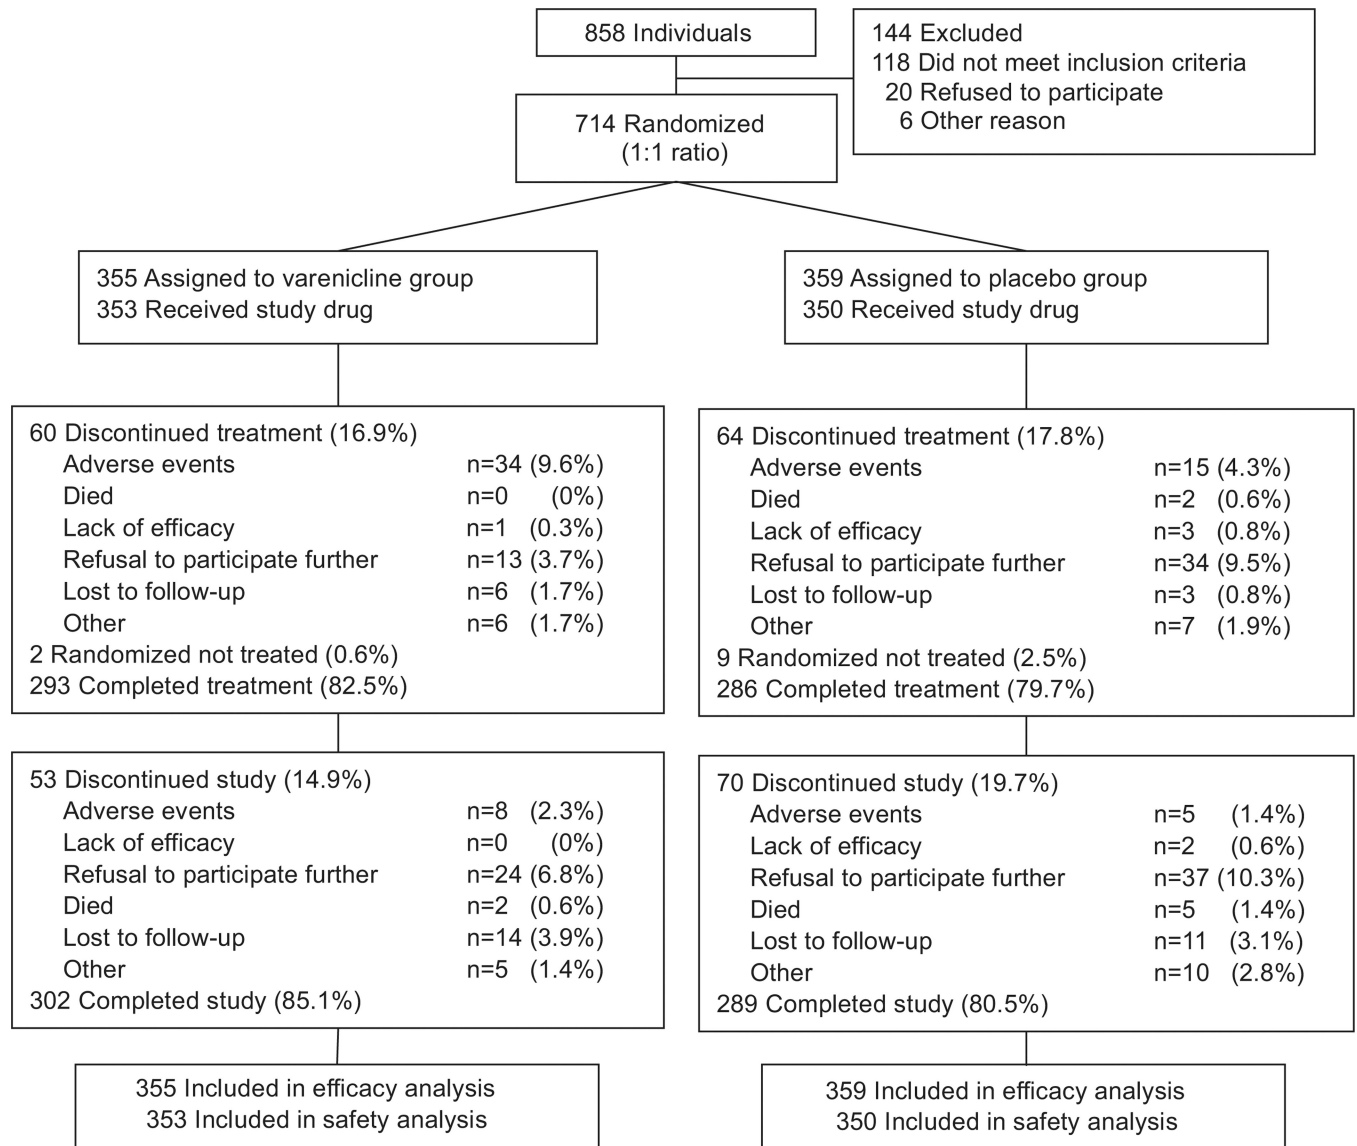 858 Individuals
144 Excluded
118 Did not meet inclusion criteria
20 Refused to participate
6 Other reason
714 Randomized
(1:1 ratio)
355 Assigned to varenicline group
353 Received study drug
359 Assigned to placebo group
350 Received study drug
60 Discontinued treatment (16.9%)
Adverse events n=34 (9.6%)
Died n=0 (0%)
Lack of efficacy n=1 (0.3%)
Refusal to participate further n=13 (3.7%)
Lost to follow-up n=6 (1.7%)
Other n=6 (1.7%)
2 Randomized not treated (0.6%)
293 Completed treatment (82.5%)
64 Discontinued treatment (17.8%)
Adverse events n=15 (4.3%)
Died n=2 (0.6%)
Lack of efficacy n=3 (0.8%)
Refusal to participate further n=34 (9.5%)
Lost to follow-up n=3 (0.8%)
Other n=7 (1.9%)
9 Randomized not treated (2.5%)
286 Completed treatment (79.7%)
53 Discontinued study (14.9%)
Adverse events n=8 (2.3%)
Lack of efficacy n=0 (0%)
Refusal to participate further n=24 (6.8%)
Died n=2 (0.6%)
Lost to follow-up n=14 (3.9%)
Other n=5 (1.4%)
302 Completed study (85.1%)
70 Discontinued study (19.7%)
Adverse events n=5 (1.4%)
Lack of efficacy n=2 (0.6%)
Refusal to participate further n=37 (10.3%)
Died n=5 (1.4%)
Lost to follow-up n=11 (3.1%)
Other n=10 (2.8%)
289 Completed study (80.5%)
355 Included in efficacy analysis
353 Included in safety analysis
359 Included in efficacy analysis
350 Included in safety analysis